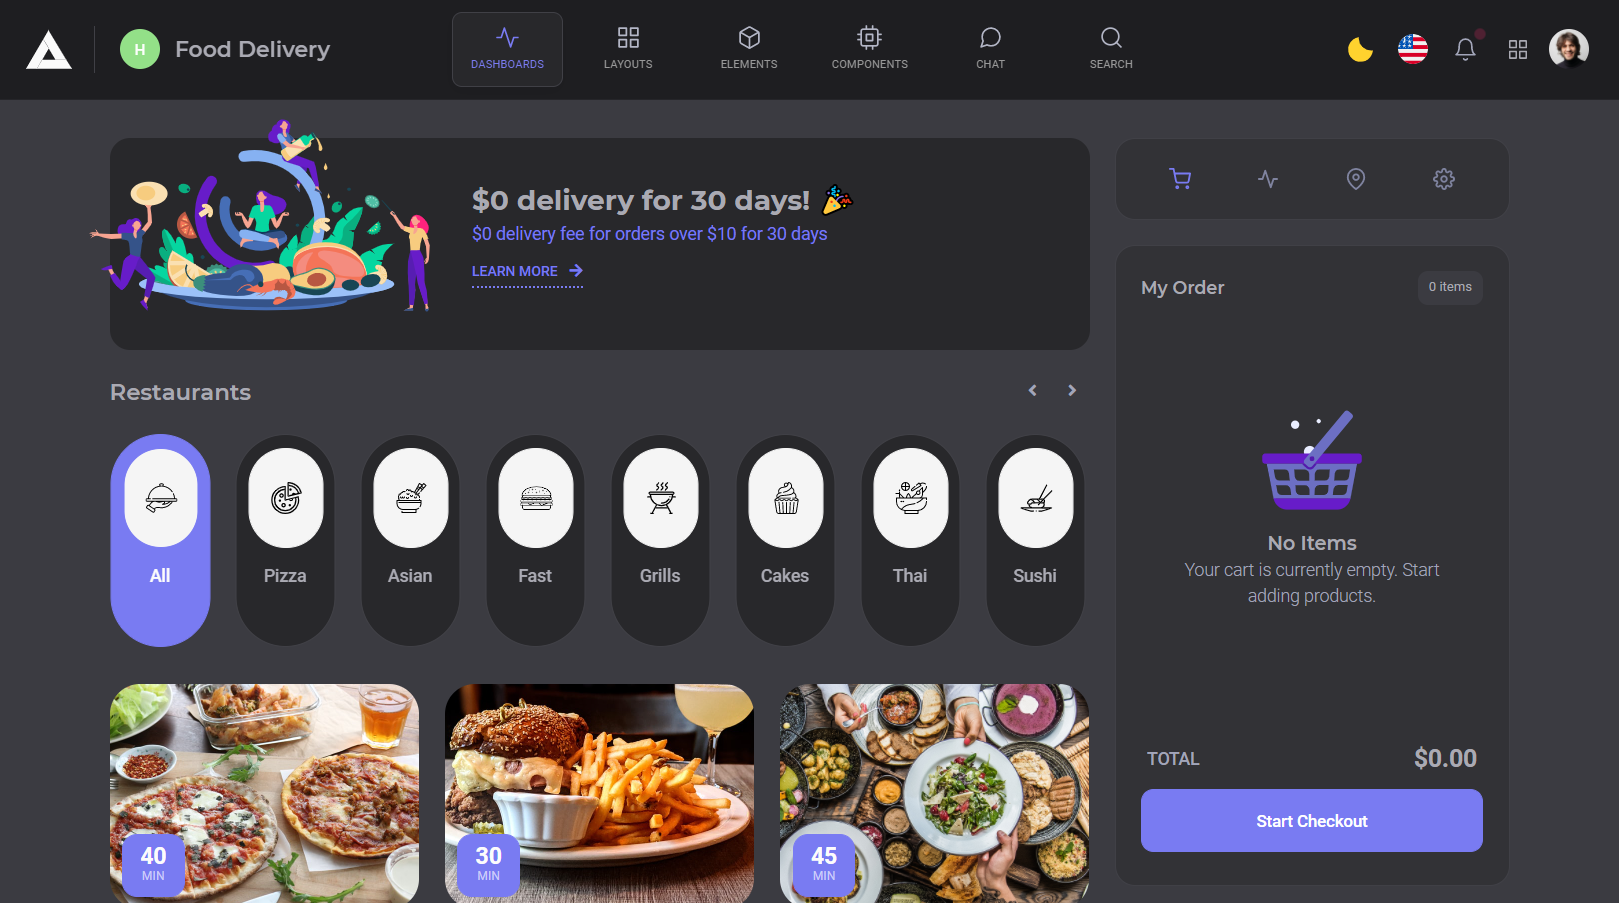 H
Food Delivery
DASHBOARDS
LAYOUTS
ELEMENTS
COMPONENTS
CHAT
SEARCH
$0 delivery for 30 days! 🎉
$0 delivery fee for orders over $10 for 30 days
LEARN MORE
Restaurants
All
Pizza
Asian
Fast
Grills
Cakes
Thai
Sushi
40
MIN
30
MIN
45
MIN
My Order
0 items
No Items
Your cart is currently empty. Start
adding products.
TOTAL
$0.00
Start Checkout